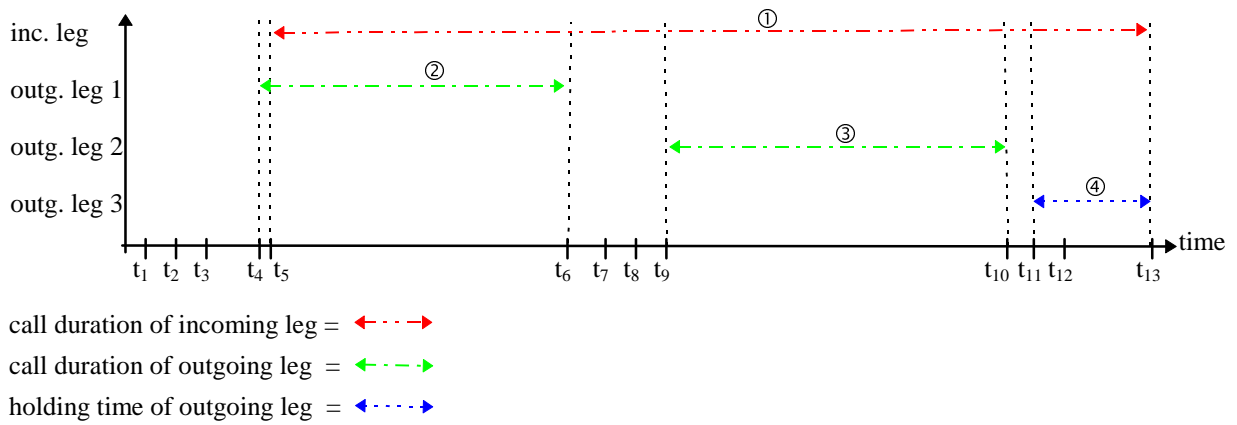 inc. leg ①
outg. leg 1 ②
outg. leg 2 ③
outg. leg 3 ④
time
t₁ t₂ t₃ t₄ t₅ t₆ t₇ t₈ t₉ t₁₀ t₁₁ t₁₂ t₁₃
call duration of incoming leg =
call duration of outgoing leg =
holding time of outgoing leg =